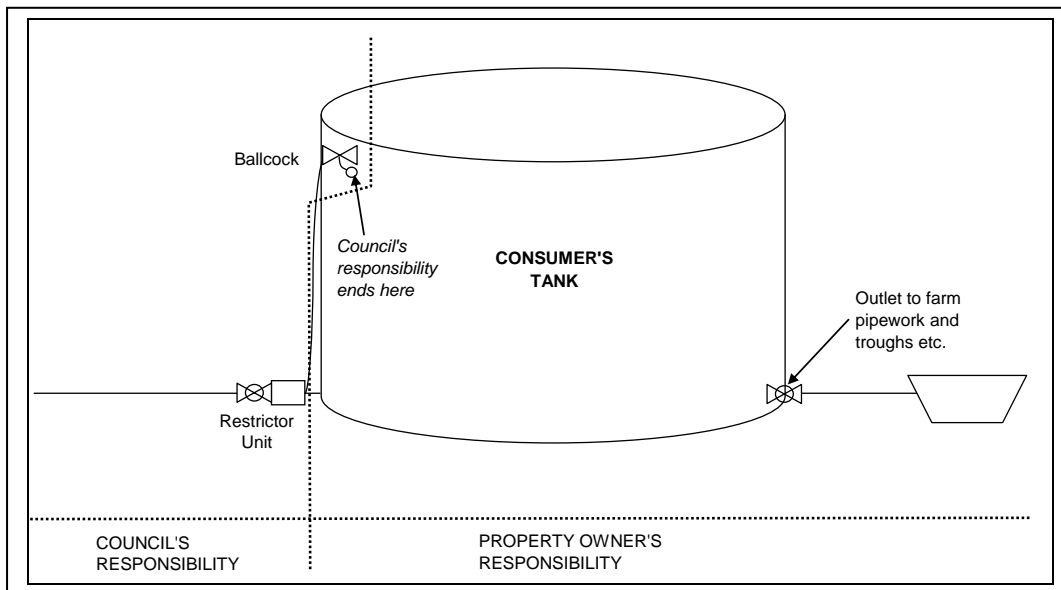 Ballcock
Council's
responsibility
ends here
CONSUMER'S
TANK
Outlet to farm
pipework and
troughs etc.
Restrictor
Unit
COUNCIL'S
RESPONSIBILITY
PROPERTY OWNER'S
RESPONSIBILITY